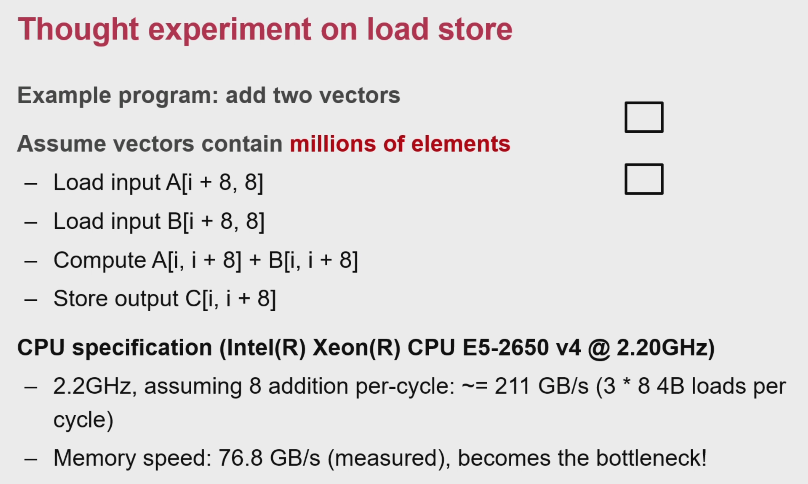 Thought experiment on load store
Example program: add two vectors
Assume vectors contain millions of elements
– Load input A[i + 8, 8]
– Load input B[i + 8, 8]
– Compute A[i, i + 8] + B[i, i + 8]
– Store output C[i, i + 8]
CPU specification (Intel(R) Xeon(R) CPU E5-2650 v4 @ 2.20GHz)
– 2.2GHz, assuming 8 addition per-cycle: ~= 211 GB/s (3 * 8 4B loads per
cycle)
– Memory speed: 76.8 GB/s (measured), becomes the bottleneck!